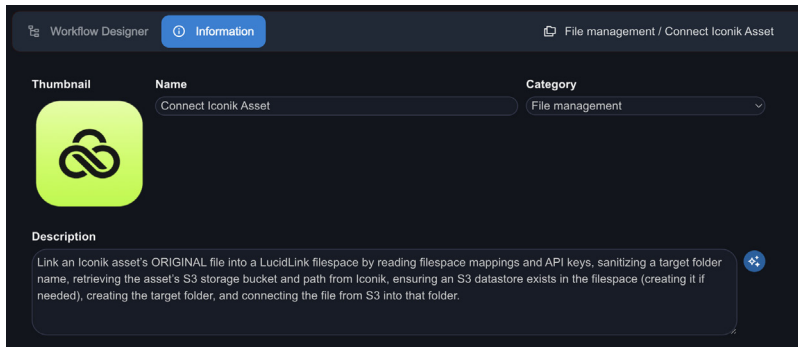 Workflow Designer
Information
File management / Connect Iconik Asset
Thumbnail
Name
Category
Connect Iconik Asset
File management
Description
Link an Iconik asset's ORIGINAL file into a LucidLink filespace by reading filespace mappings and API keys, sanitizing a target folder
name, retrieving the asset's S3 storage bucket and path from Iconik, ensuring an S3 datastore exists in the filespace (creating it if
needed), creating the target folder, and connecting the file from S3 into that folder.